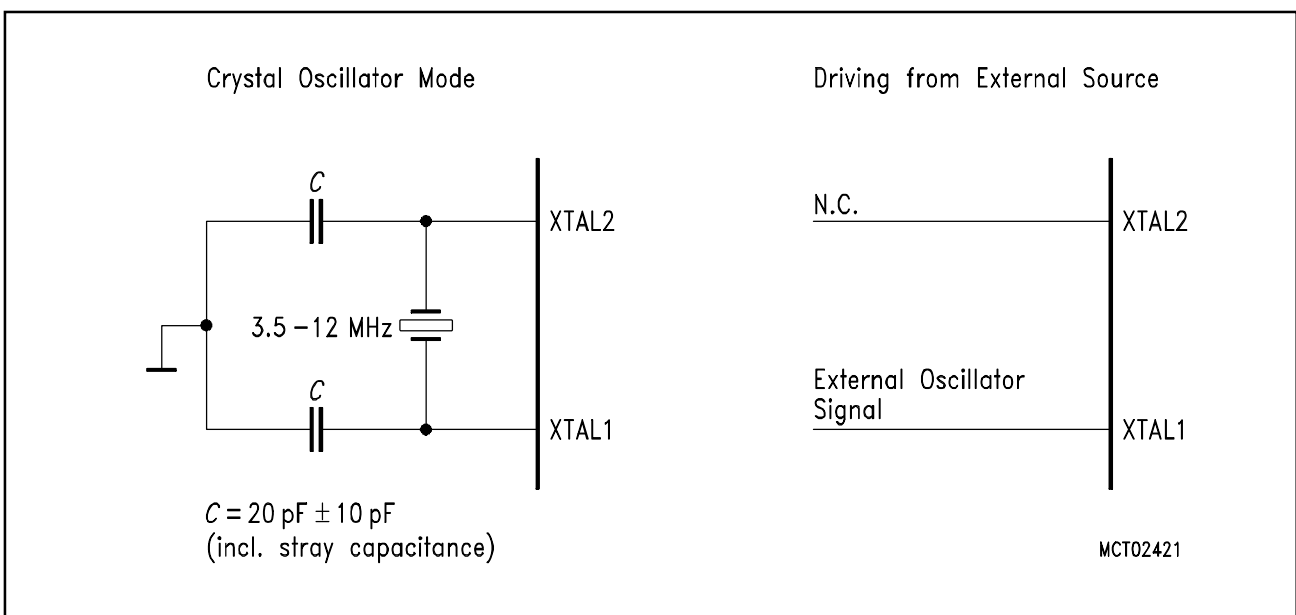 Crystal Oscillator Mode
C
XTAL2
3.5 – 12 MHz
C
XTAL1
C = 20 pF ± 10 pF
(incl. stray capacitance)
Driving from External Source
N.C.
XTAL2
External Oscillator
Signal
XTAL1
MCT02421